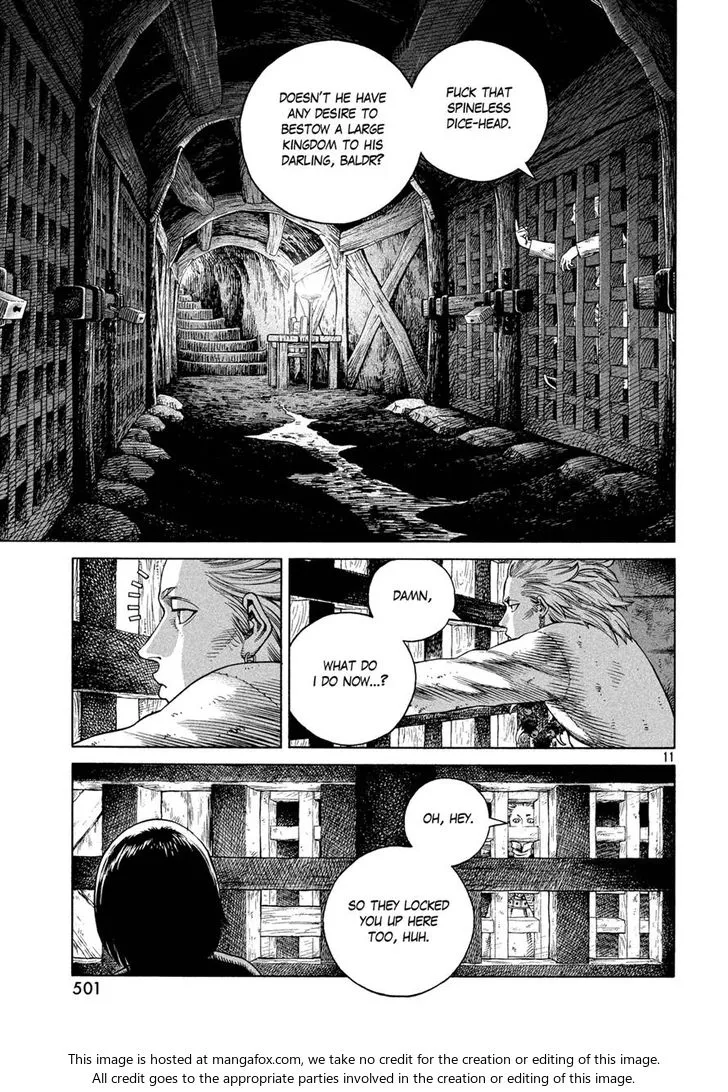 FUCK THAT
SPINELESS
DICE-HEAD.
DOESN'T HE HAVE
ANY DESIRE TO
BESTOW A LARGE
KINGDOM TO HIS
DARLING, BALDR?
DAMN,
WHAT DO
I DO NOW...?
11
OH, HEY.
SO THEY LOCKED
YOU UP HERE
TOO, HUH.
501
This image is hosted at mangafox.com, we take no credit for the creation or editing of this image.
All credit goes to the appropriate parties involved in the creation or editing of this image.